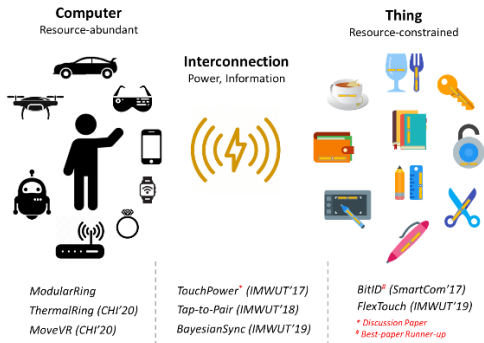 Computer
Resource-abundant
Interconnection
Power, Information
Thing
Resource-constrained
ModularRing
ThermalRing (CHI'20)
MoveVR (CHI'20)
TouchPower* (IMWUT'17)
Tap-to-Pair (IMWUT'18)
BayesianSync (IMWUT'19)
BitID# (SmartCom'17)
FlexTouch (IMWUT'19)
* Discussion Paper
# Best-paper Runner-up